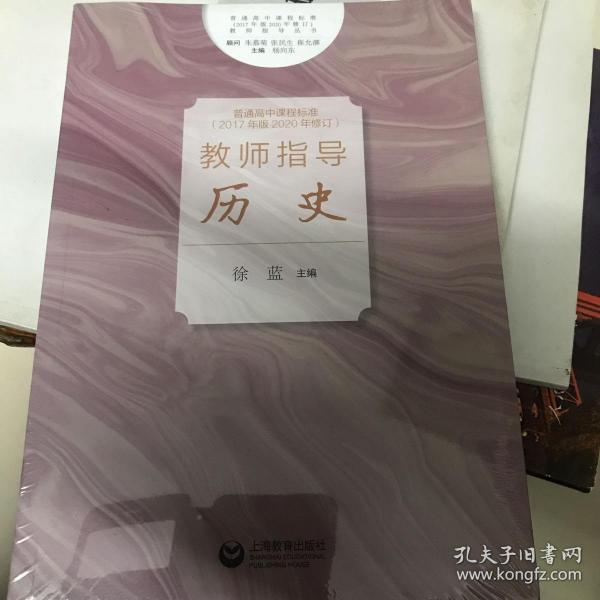 普通高中课程标准
（2017年版2020年修订）
教师指导丛书
顾问 朱慕菊 张民生 崔允漷
主编 杨向东
普通高中课程标准
（2017年版2020年修订）
教师指导
历史
徐蓝 主编
上海教育出版社
SHANGHAI EDUCATIONAL
PUBLISHING HOUSE
孔夫子旧书网
www.kongfz.com